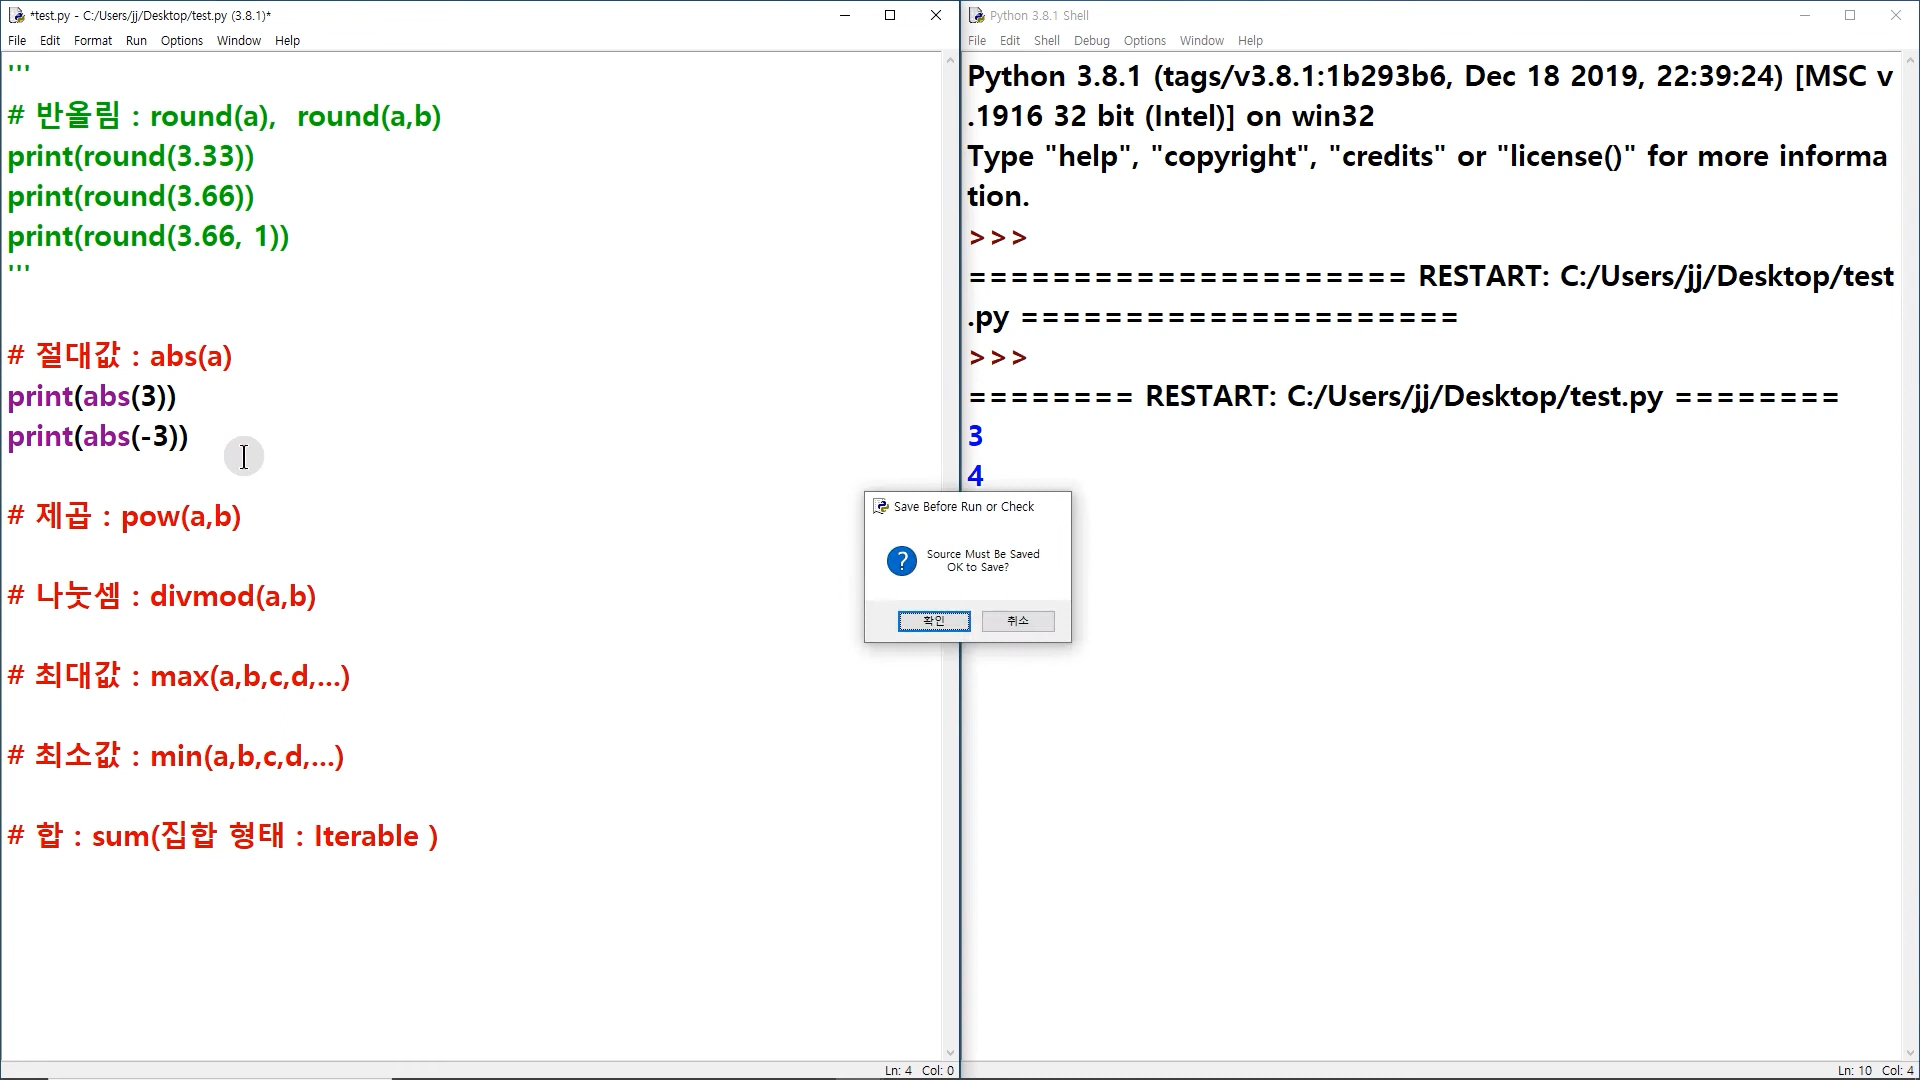 *test.py - C:/Users/jj/Desktop/test.py (3.8.1)*
File Edit Format Run Options Window Help
'''
# 반올림 : round(a),  round(a,b)
print(round(3.33))
print(round(3.66))
print(round(3.66, 1))
'''
# 절대값 : abs(a)
print(abs(3))
print(abs(-3))
# 제곱 : pow(a,b)
# 나눗셈 : divmod(a,b)
# 최대값 : max(a,b,c,d,...)
# 최소값 : min(a,b,c,d,...)
# 합 : sum(집합 형태 : Iterable )
Ln: 4 Col: 0
Python 3.8.1 Shell
File Edit Shell Debug Options Window Help
Python 3.8.1 (tags/v3.8.1:1b293b6, Dec 18 2019, 22:39:24) [MSC v
.1916 32 bit (Intel)] on win32
Type "help", "copyright", "credits" or "license()" for more informa
tion.
>>>
===================== RESTART: C:/Users/jj/Desktop/test
.py =====================
>>>
======== RESTART: C:/Users/jj/Desktop/test.py ========
3
4
Save Before Run or Check
Source Must Be Saved
OK to Save?
확인 취소
Ln: 10 Col: 4